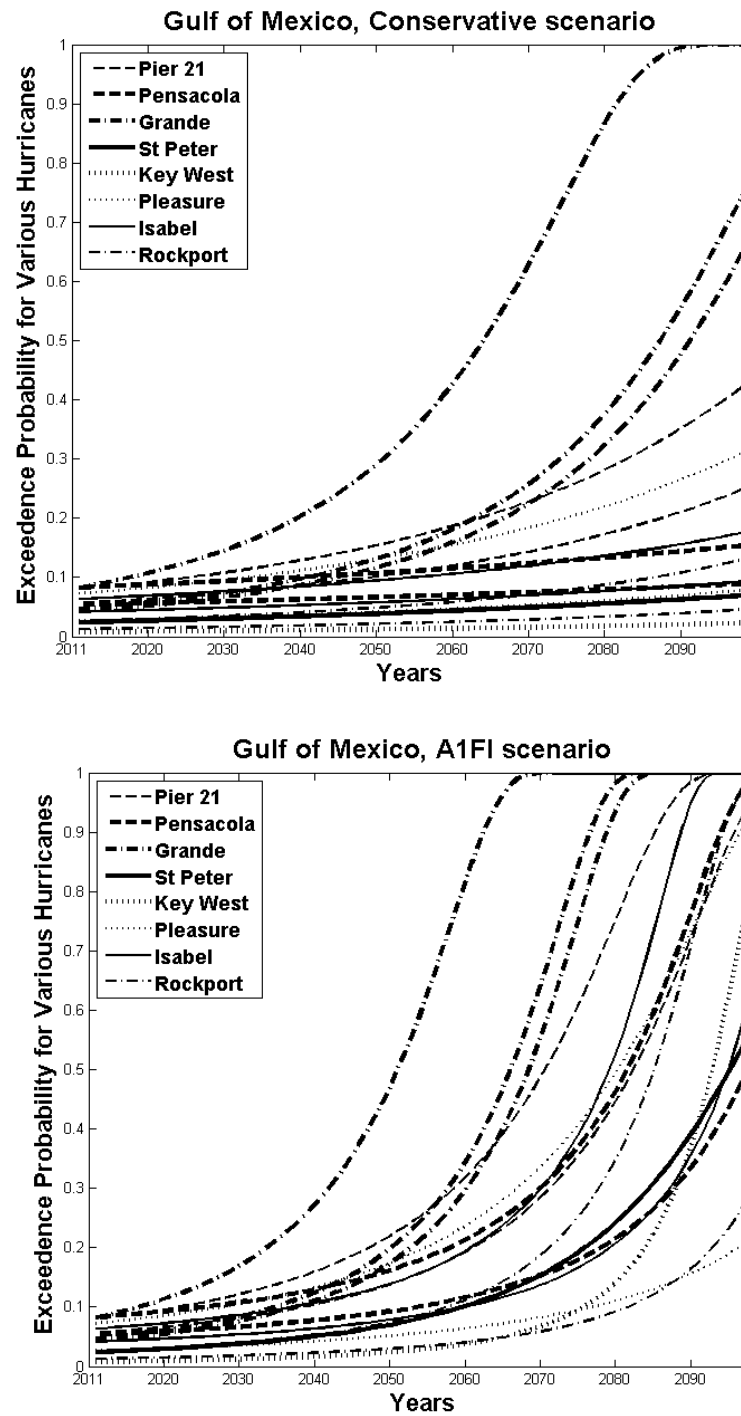 Gulf of Mexico, Conservative scenario
Exceedence Probability for Various Hurricanes
1
0.9
0.8
0.7
0.6
0.5
0.4
0.3
0.2
0.1
0
Pier 21
Pensacola
Grande
St Peter
Key West
Pleasure
Isabel
Rockport
2011 2020 2030 2040 2050 2060 2070 2080 2090
Years
Gulf of Mexico, A1FI scenario
Exceedence Probability for Various Hurricanes
1
0.9
0.8
0.7
0.6
0.5
0.4
0.3
0.2
0.1
0
Pier 21
Pensacola
Grande
St Peter
Key West
Pleasure
Isabel
Rockport
2011 2020 2030 2040 2050 2060 2070 2080 2090
Years